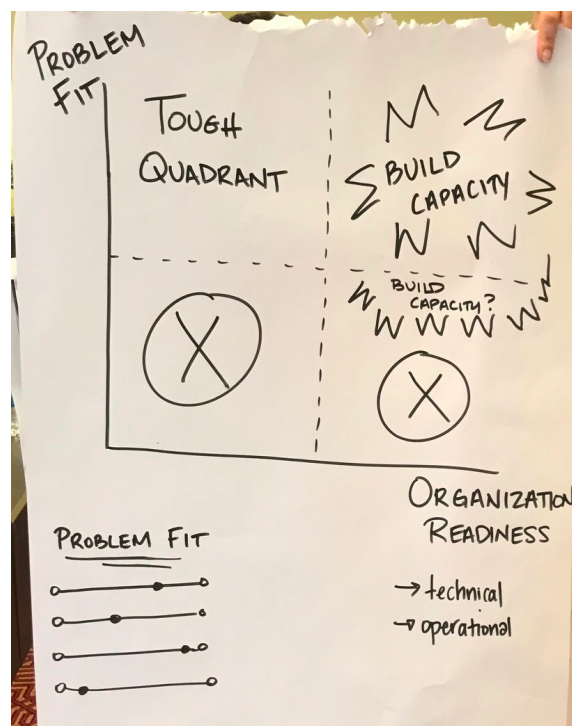 PROBLEM
FIT
TOUGH
QUADRANT
BUILD
CAPACITY
BUILD
CAPACITY?
X
X
ORGANIZATION
READINESS
PROBLEM FIT
→ technical
→ operational